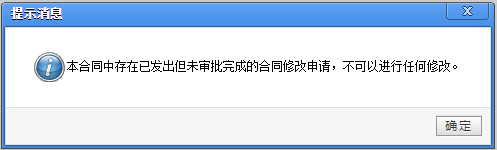 提示消息
本合同中存在已发出但未审批完成的合同修改申请，不可以进行任何修改。
确定